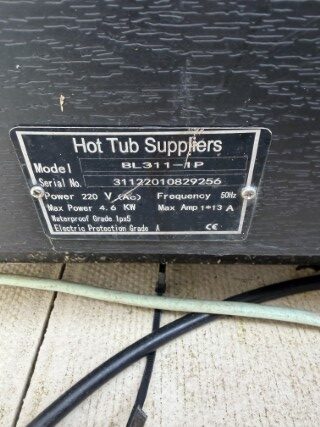 Hot Tub Suppliers
Model BL311-1P
Serial No. 31122010829256
Power 220 V (AC) Frequency 50Hz
Max Power 4.6 KW Max Amp 1*13 A
Waterproof Grade Ipx5
Electric Protection Grade A CE